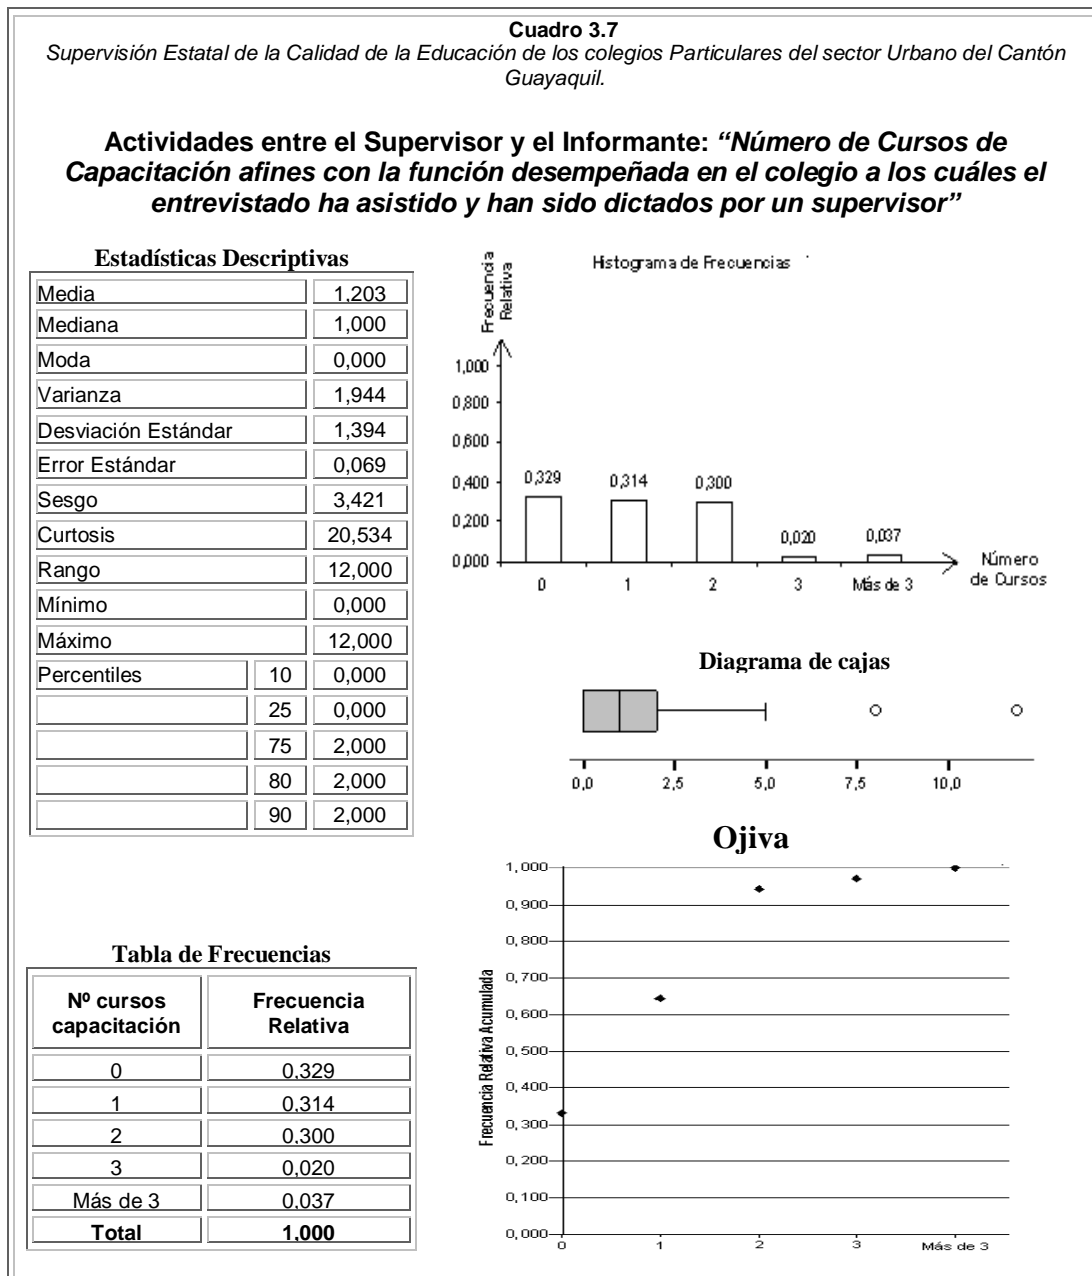 Cuadro 3.7
Supervisión Estatal de la Calidad de la Educación de los colegios Particulares del sector Urbano del Cantón
Guayaquil.
Actividades entre el Supervisor y el Informante: “Número de Cursos de
Capacitación afines con la función desempeñada en el colegio a los cuáles el
entrevistado ha asistido y han sido dictados por un supervisor”
Estadísticas Descriptivas
Media 1,203
Mediana 1,000
Moda 0,000
Varianza 1,944
Desviación Estándar 1,394
Error Estándar 0,069
Sesgo 3,421
Curtosis 20,534
Rango 12,000
Mínimo 0,000
Máximo 12,000
Percentiles 10 0,000
25 0,000
75 2,000
80 2,000
90 2,000
Histograma de Frecuencias
Frecuencia
Relativa
1,000
0,800
0,600
0,400
0,200
0,000
0,329
0,314
0,300
0,020
0,037
0 1 2 3 Más de 3
Número
de Cursos
Diagrama de cajas
0,0 2,5 5,0 7,5 10,0
Tabla de Frecuencias
Nº cursos
capacitación
Frecuencia
Relativa
0 0,329
1 0,314
2 0,300
3 0,020
Más de 3 0,037
Total 1,000
Ojiva
Frecuencia Relativa Acumulada
1,000
0,900
0,800
0,700
0,600
0,500
0,400
0,300
0,200
0,100
0,000
0 1 2 3 Más de 3